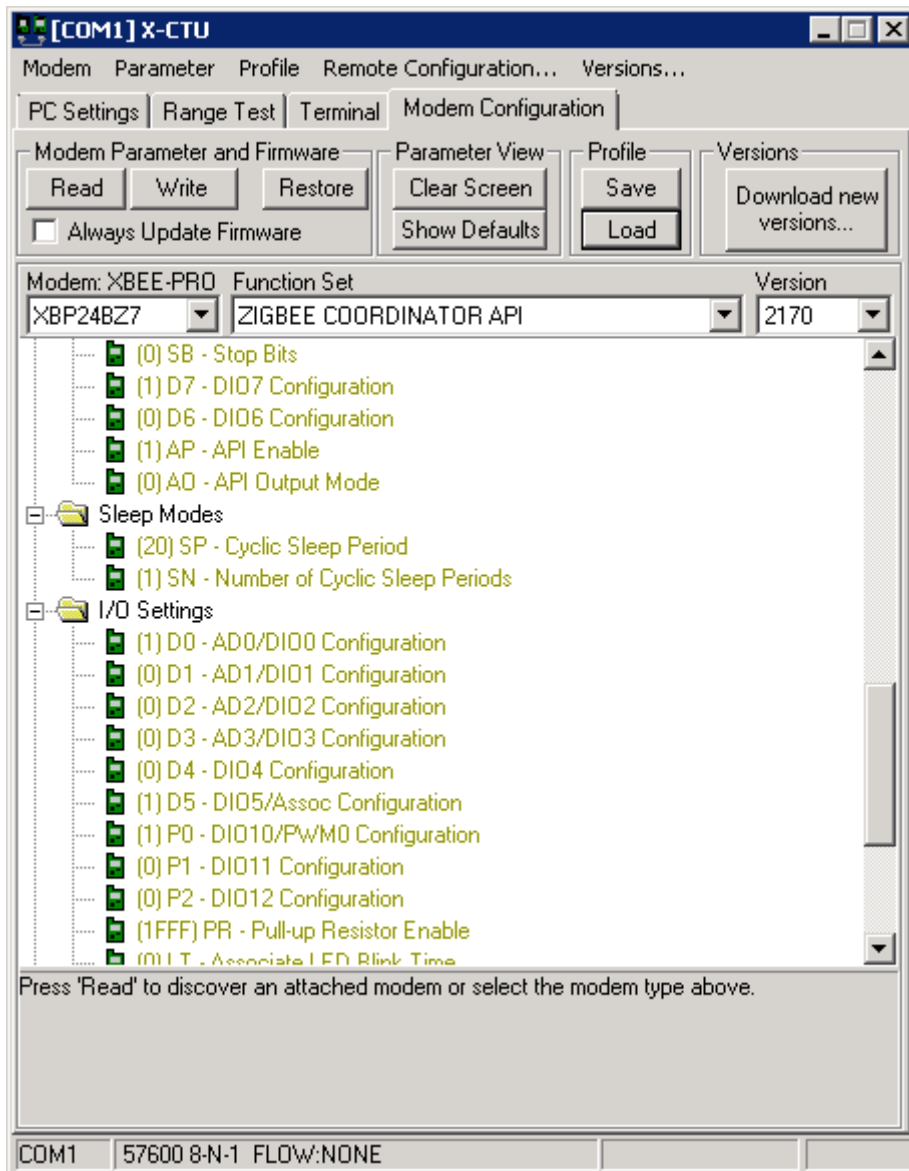 [COM1] X-CTU
Modem Parameter Profile Remote Configuration... Versions...
PC Settings Range Test Terminal Modem Configuration
Modem Parameter and Firmware Parameter View Profile Versions
Read Write Restore Clear Screen Save Download new versions...
Always Update Firmware Show Defaults Load
Modem: XBEE-PRO Function Set Version
XBP24BZ7 ZIGBEE COORDINATOR API 2170
(0) SB - Stop Bits
(1) D7 - DIO7 Configuration
(0) D6 - DIO6 Configuration
(1) AP - API Enable
(0) AO - API Output Mode
Sleep Modes
(20) SP - Cyclic Sleep Period
(1) SN - Number of Cyclic Sleep Periods
I/O Settings
(1) D0 - AD0/DIO0 Configuration
(0) D1 - AD1/DIO1 Configuration
(0) D2 - AD2/DIO2 Configuration
(0) D3 - AD3/DIO3 Configuration
(0) D4 - DIO4 Configuration
(1) D5 - DIO5/Assoc Configuration
(1) P0 - DIO10/PWM0 Configuration
(0) P1 - DIO11 Configuration
(0) P2 - DIO12 Configuration
(1FFF) PR - Pull-up Resistor Enable
(0) LT - Associate LED Blink Time
Press 'Read' to discover an attached modem or select the modem type above.
COM1 57600 8-N-1 FLOW:NONE